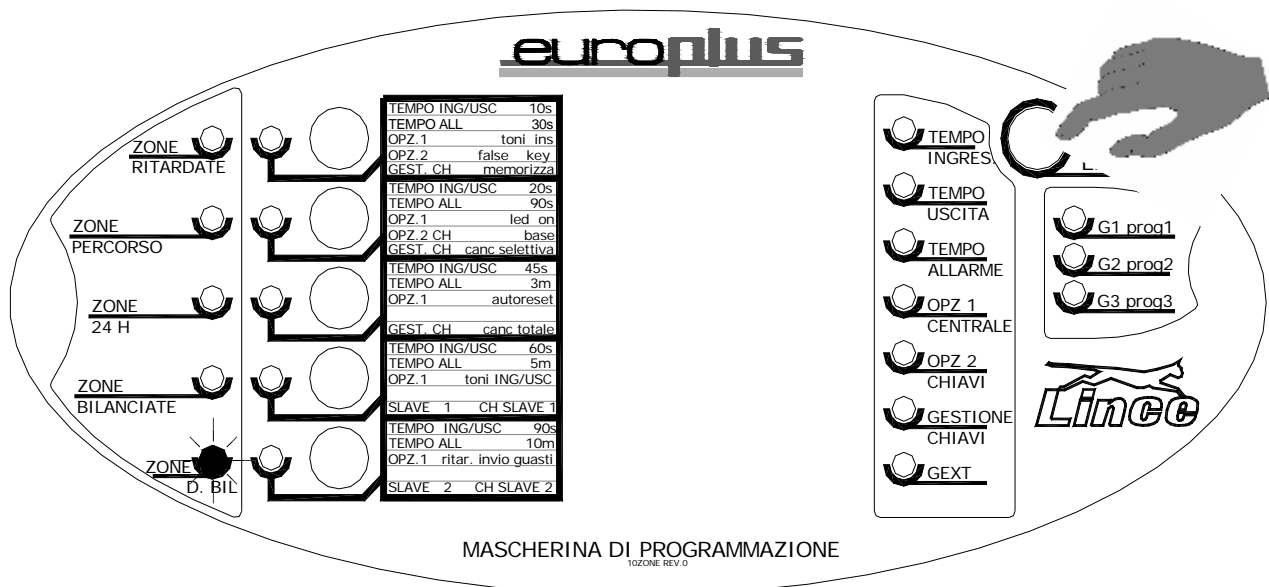 europlus
ZONE
RITARDATE
ZONE
PERCORSO
ZONE
24 H
ZONE
BILANCIATE
ZONE
D. BIL
TEMPO ING/USC 10s
TEMPO ALL 30s
OPZ.1 toni ins
OPZ.2 false key
GEST. CH memorizza
TEMPO ING/USC 20s
TEMPO ALL 90s
OPZ.1 led on
OPZ.2 CH base
GEST. CH canc selettiva
TEMPO ING/USC 45s
TEMPO ALL 3m
OPZ.1 autoreset
GEST. CH canc totale
TEMPO ING/USC 60s
TEMPO ALL 5m
OPZ.1 toni ING/USC
SLAVE 1 CH SLAVE 1
TEMPO ING/USC 90s
TEMPO ALL 10m
OPZ.1 ritar. invio guasti
SLAVE 2 CH SLAVE 2
TEMPO
INGRES.
TEMPO
USCITA
TEMPO
ALLARME
OPZ 1
CENTRALE
OPZ 2
CHIAVI
GESTIONE
CHIAVI
GEXT
G1 prog1
G2 prog2
G3 prog3
Lince
MASCHERINA DI PROGRAMMAZIONE
10ZONE REV.0